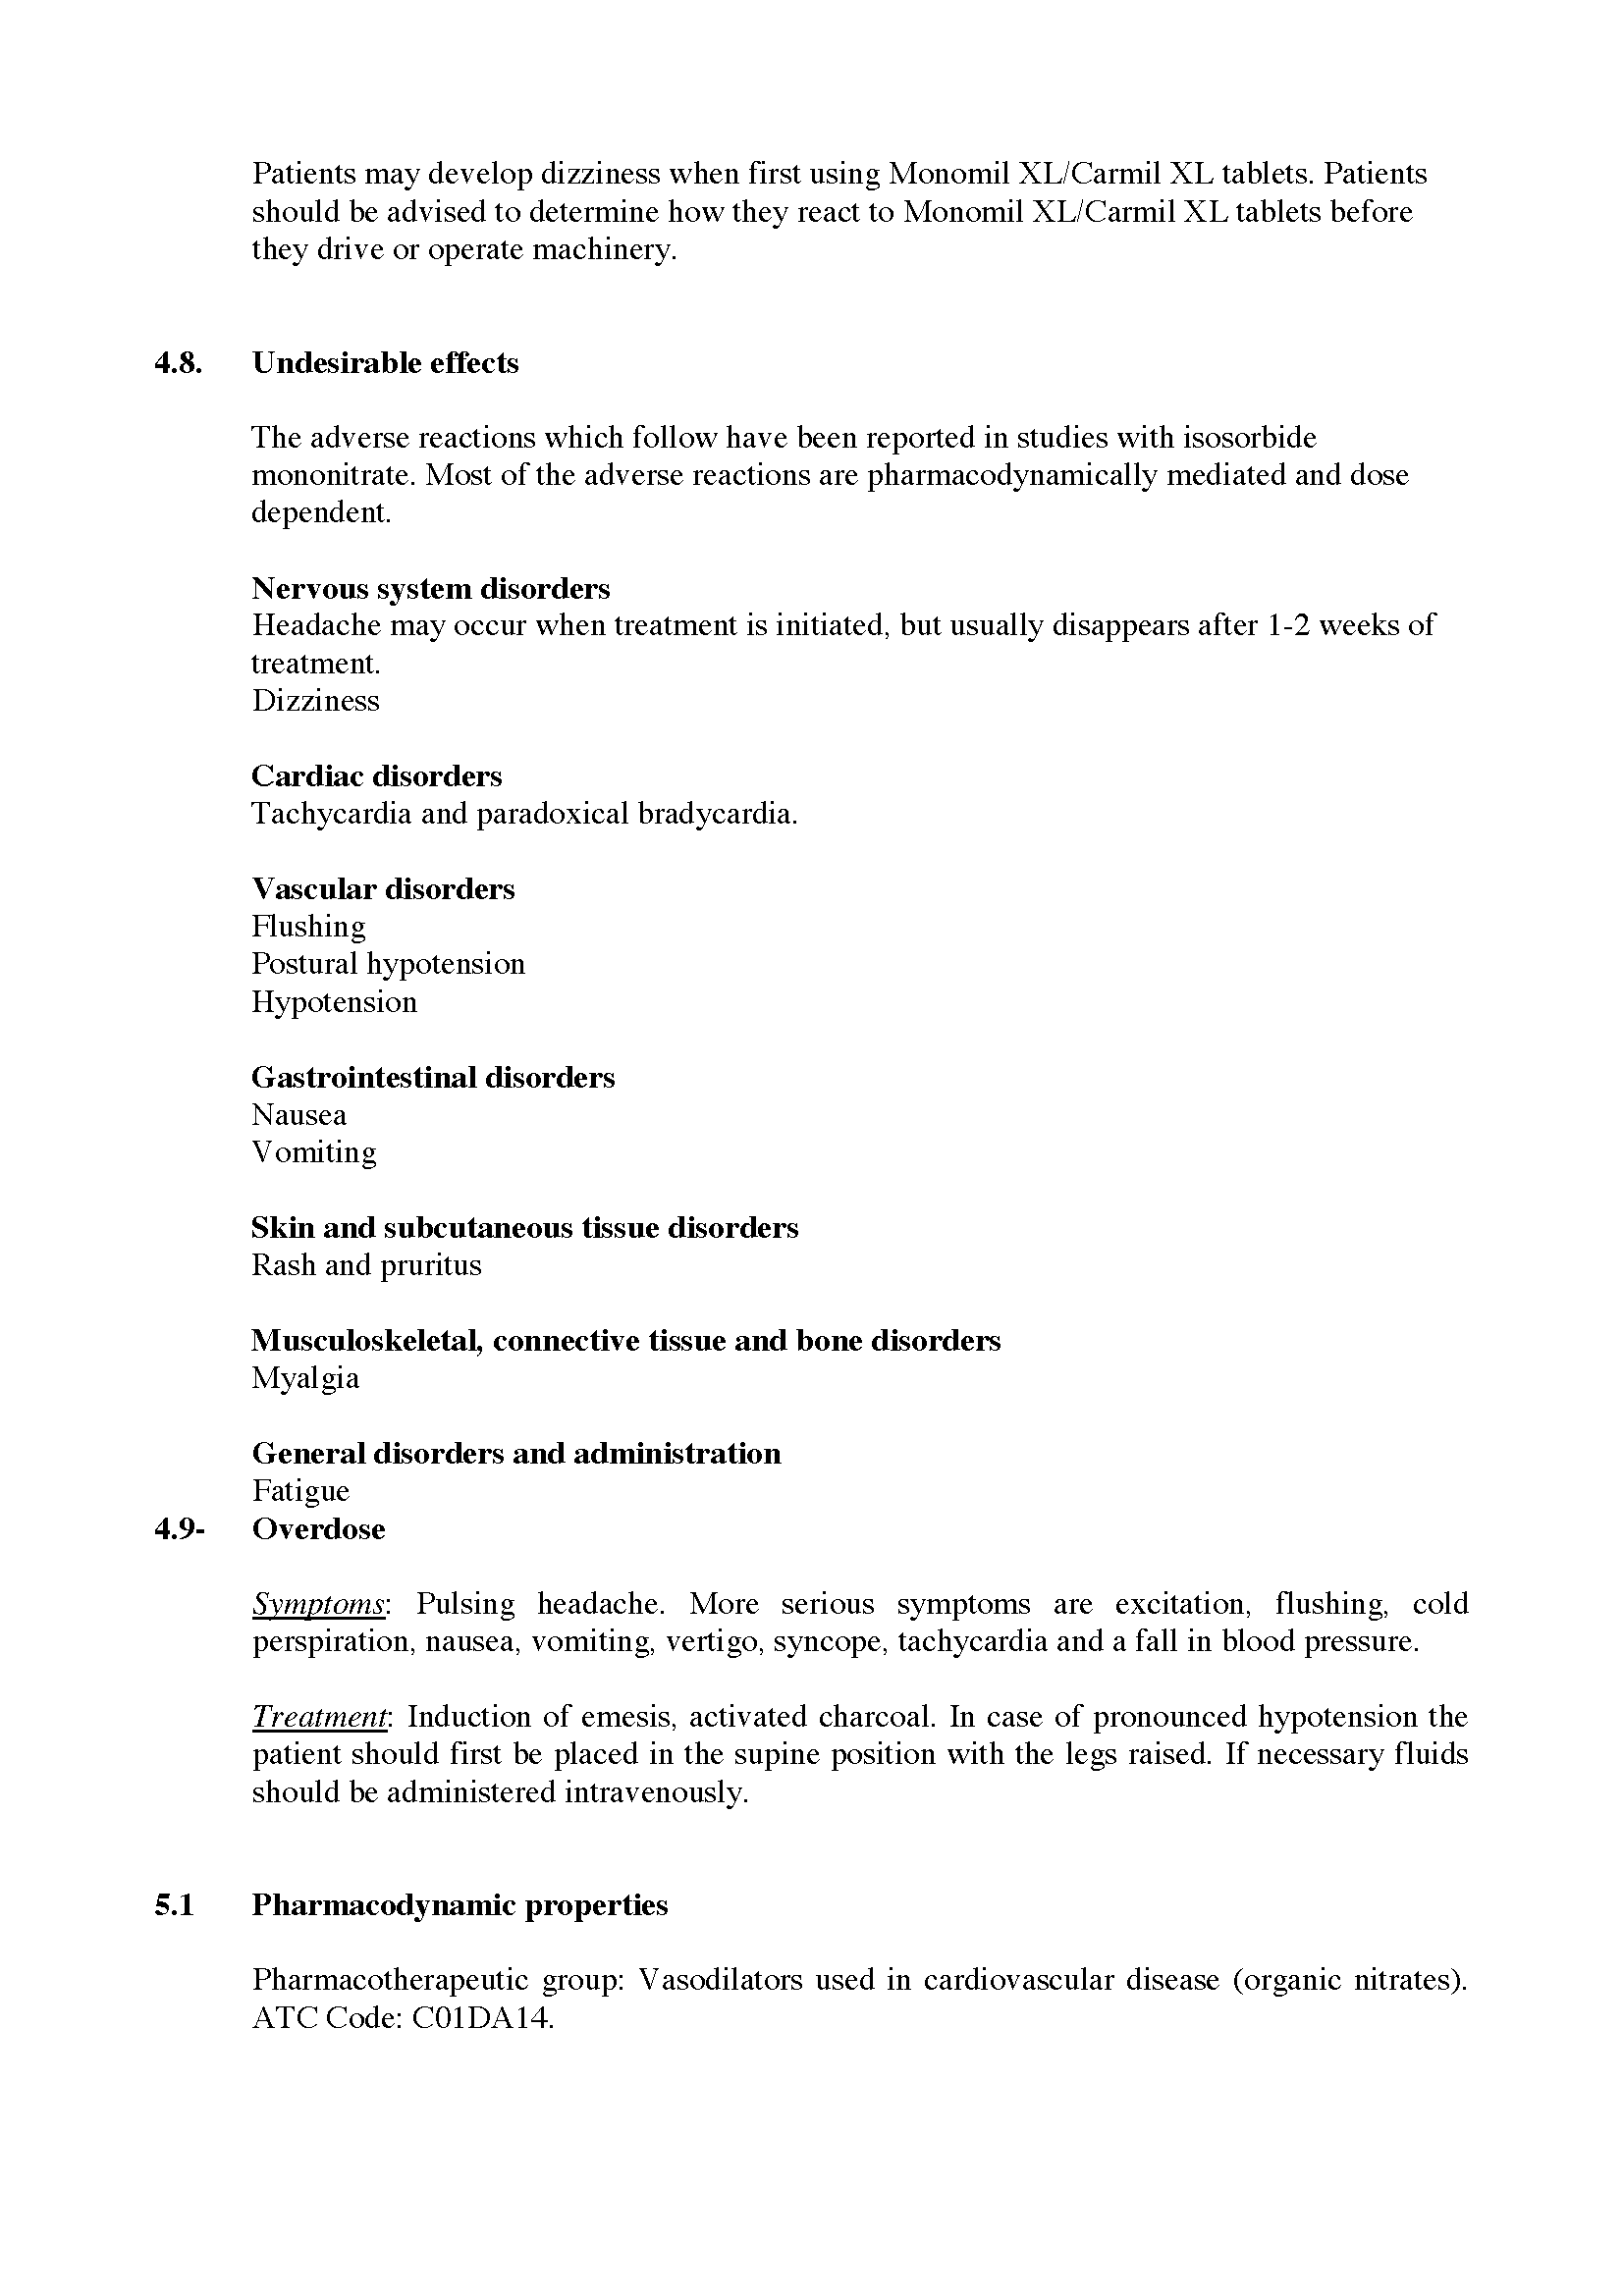 Patients may develop dizziness when first using Monomil XL/Carmil XL tablets. Patients
should be advised to determine how they react to Monomil XL/Carmil XL tablets before
they drive or operate machinery.
4.8. Undesirable effects
The adverse reactions which follow have been reported in studies with isosorbide
mononitrate. Most of the adverse reactions are pharmacodynamically mediated and dose
dependent.
Nervous system disorders
Headache may occur when treatment is initiated, but usually disappears after 1-2 weeks of
treatment.
Dizziness
Cardiac disorders
Tachycardia and paradoxical bradycardia.
Vascular disorders
Flushing
Postural hypotension
Hypotension
Gastrointestinal disorders
Nausea
Vomiting
Skin and subcutaneous tissue disorders
Rash and pruritus
Musculoskeletal, connective tissue and bone disorders
Myalgia
General disorders and administration
Fatigue
4.9- Overdose
Symptoms: Pulsing headache. More serious symptoms are excitation, flushing, cold
perspiration, nausea, vomiting, vertigo, syncope, tachycardia and a fall in blood pressure.
Treatment: Induction of emesis, activated charcoal. In case of pronounced hypotension the
patient should first be placed in the supine position with the legs raised. If necessary fluids
should be administered intravenously.
5.1 Pharmacodynamic properties
Pharmacotherapeutic group: Vasodilators used in cardiovascular disease (organic nitrates).
ATC Code: C01DA14.